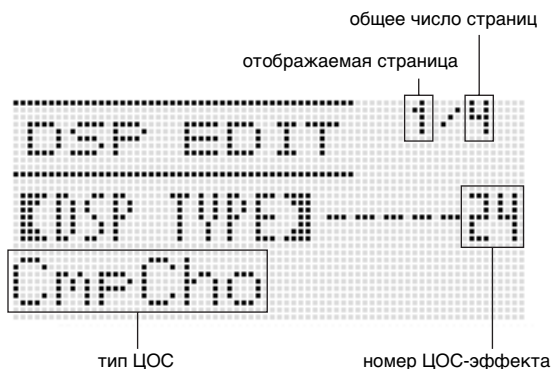 общее число страниц
отображаемая страница
DSP EDIT 1/4
【DSP TYPE】-----24
CmpCho
тип ЦОС
номер ЦОС-эффекта